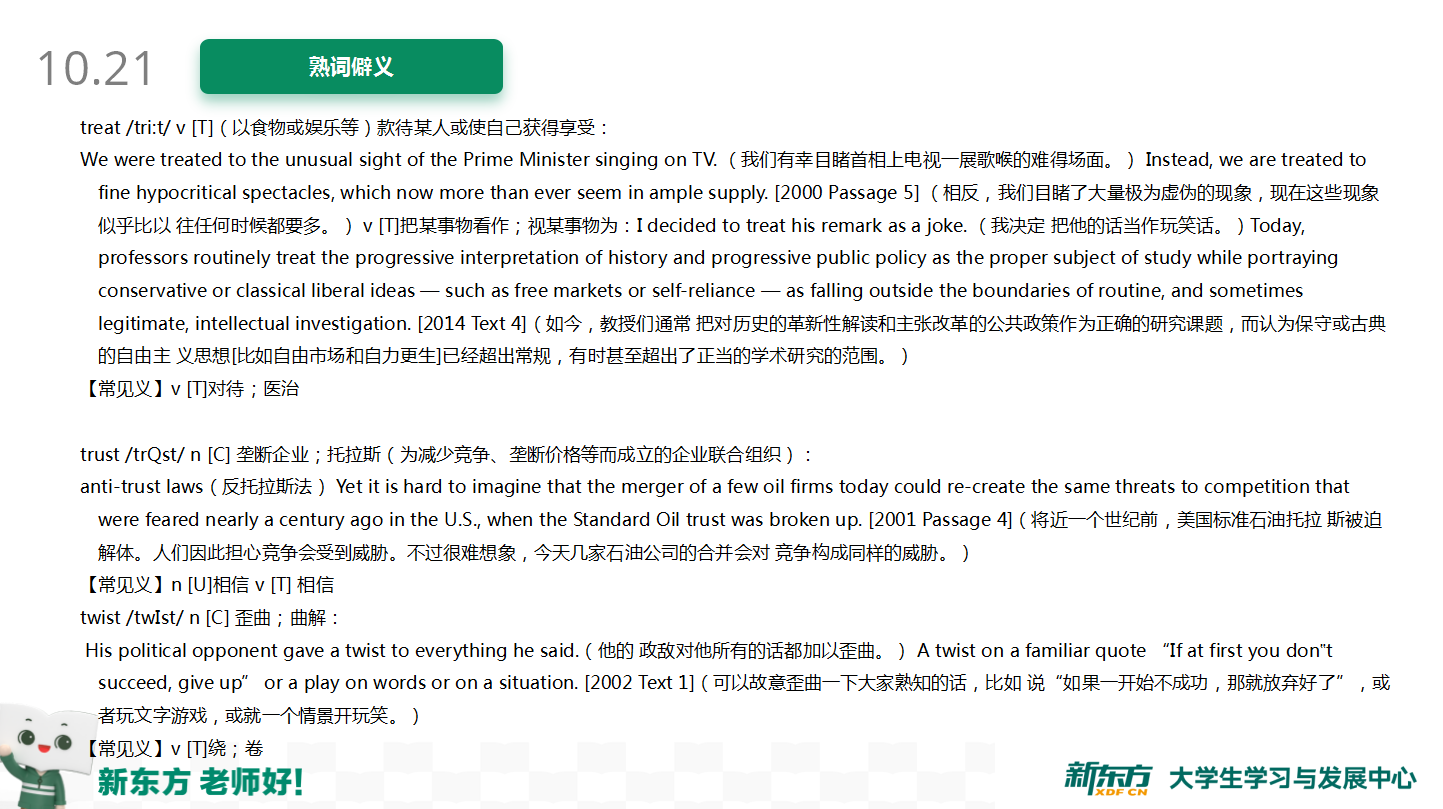 10.21
熟词僻义
treat /tri:t/ v [T]（以食物或娱乐等）款待某人或使自己获得享受：
We were treated to the unusual sight of the Prime Minister singing on TV. （我们有幸目睹首相上电视一展歌喉的难得场面。） Instead, we are treated to
fine hypocritical spectacles, which now more than ever seem in ample supply. [2000 Passage 5]（相反，我们目睹了大量极为虚伪的现象，现在这些现象
似乎比以 往任何时候都要多。） v [T]把某事物看作；视某事物为：I decided to treat his remark as a joke. （我决定 把他的话当作玩笑话。）Today,
professors routinely treat the progressive interpretation of history and progressive public policy as the proper subject of study while portraying
conservative or classical liberal ideas — such as free markets or self-reliance — as falling outside the boundaries of routine, and sometimes
legitimate, intellectual investigation. [2014 Text 4]（如今，教授们通常 把对历史的革新性解读和主张改革的公共政策作为正确的研究课题，而认为保守或古典
的自由主 义思想[比如自由市场和自力更生]已经超出常规，有时甚至超出了正当的学术研究的范围。）
【常见义】v [T]对待；医治
trust /trQst/ n [C] 垄断企业；托拉斯（为减少竞争、垄断价格等而成立的企业联合组织）：
anti-trust laws（反托拉斯法） Yet it is hard to imagine that the merger of a few oil firms today could re-create the same threats to competition that
were feared nearly a century ago in the U.S., when the Standard Oil trust was broken up. [2001 Passage 4]（将近一个世纪前，美国标准石油托拉 斯被迫
解体。人们因此担心竞争会受到威胁。不过很难想象，今天几家石油公司的合并会对 竞争构成同样的威胁。）
【常见义】n [U]相信 v [T] 相信
twist /twIst/ n [C] 歪曲；曲解：
His political opponent gave a twist to everything he said.（他的 政敌对他所有的话都加以歪曲。） A twist on a familiar quote “If at first you don"t
succeed, give up” or a play on words or on a situation. [2002 Text 1]（可以故意歪曲一下大家熟知的话，比如 说“如果一开始不成功，那就放弃好了”，或
者玩文字游戏，或就一个情景开玩笑。）
【常见义】v [T]绕；卷
新东方 老师好!
新东方 XDF.CN 大学生学习与发展中心